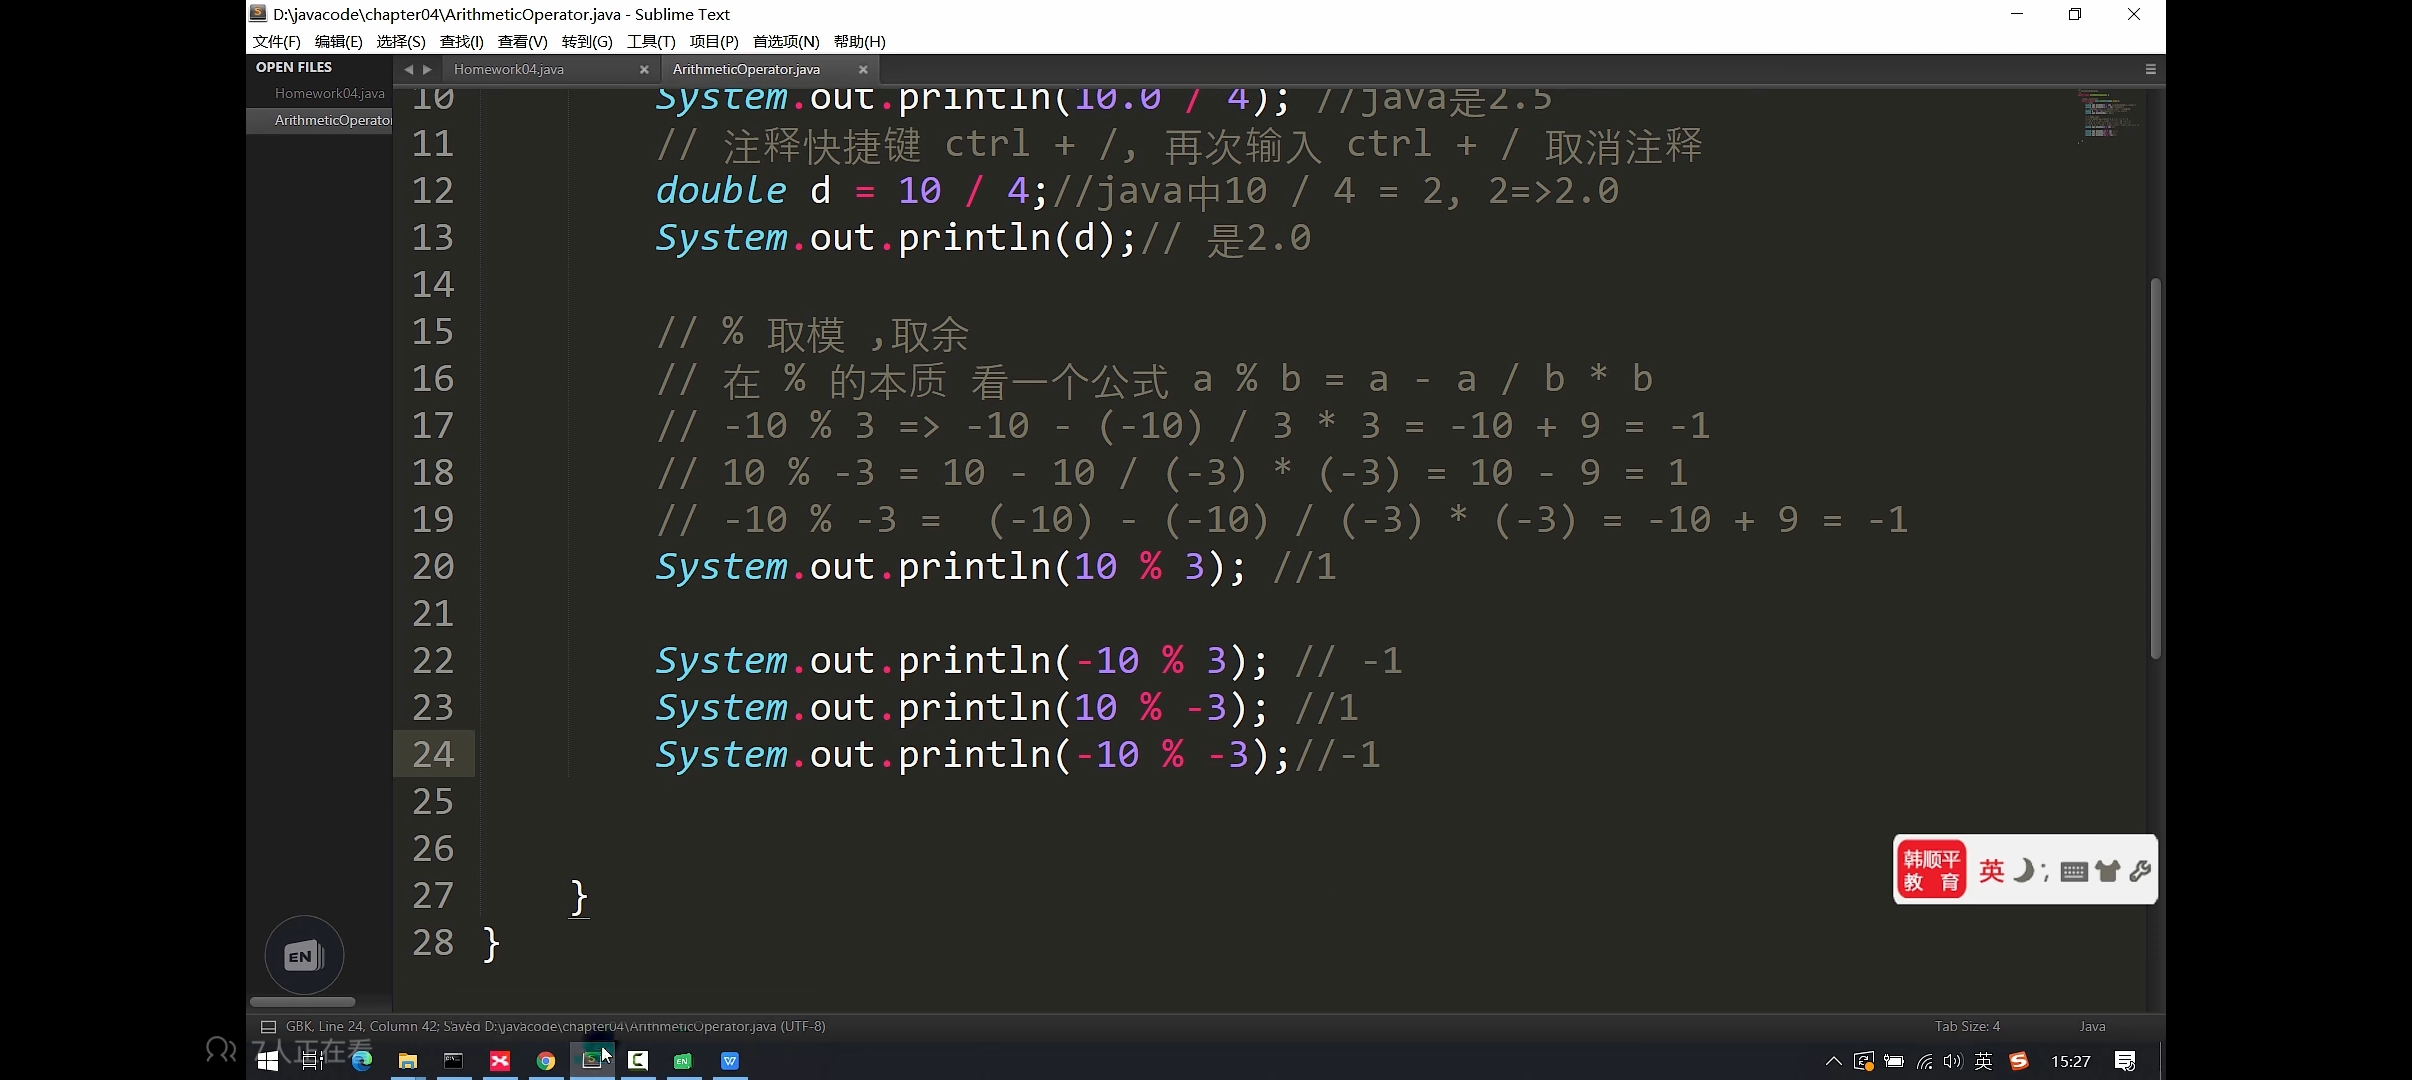 D:\javacode\chapter04\ArithmeticOperator.java - Sublime Text
文件(F) 编辑(E) 选择(S) 查找(I) 查看(V) 转到(G) 工具(T) 项目(P) 首选项(N) 帮助(H)
OPEN FILES
Homework04.java
ArithmeticOperator
Homework04.java
ArithmeticOperator.java
10 System.out.println(10.0 / 4); //java是2.5
11 // 注释快捷键 ctrl + /, 再次输入 ctrl + / 取消注释
12 double d = 10 / 4;//java中10 / 4 = 2, 2=>2.0
13 System.out.println(d);// 是2.0
14
15 // % 取模 ,取余
16 // 在 % 的本质 看一个公式 a % b = a - a / b * b
17 // -10 % 3 => -10 - (-10) / 3 * 3 = -10 + 9 = -1
18 // 10 % -3 = 10 - 10 / (-3) * (-3) = 10 - 9 = 1
19 // -10 % -3 =  (-10) - (-10) / (-3) * (-3) = -10 + 9 = -1
20 System.out.println(10 % 3); //1
21
22 System.out.println(-10 % 3); // -1
23 System.out.println(10 % -3); //1
24 System.out.println(-10 % -3);//-1
25
26
27 }
28 }
韩顺平
教 育
英
EN
GBK, Line 24, Column 42; Saved D:\javacode\chapter04\ArithmeticOperator.java (UTF-8)
Tab Size: 4
Java
7人正在看
英
15:27